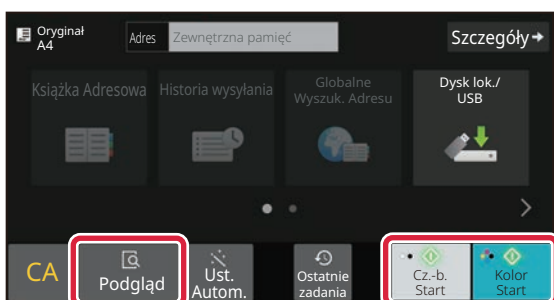 Oryginał
A4
Adres
Zewnętrzna pamięć
Szczegóły
Książka Adresowa
Historia wysyłania
Globalne
Wyszuk. Adresu
Dysk lok./
USB
CA
Podgląd
Ust.
Autom.
Ostatnie
zadania
Cz.-b.
Start
Kolor
Start